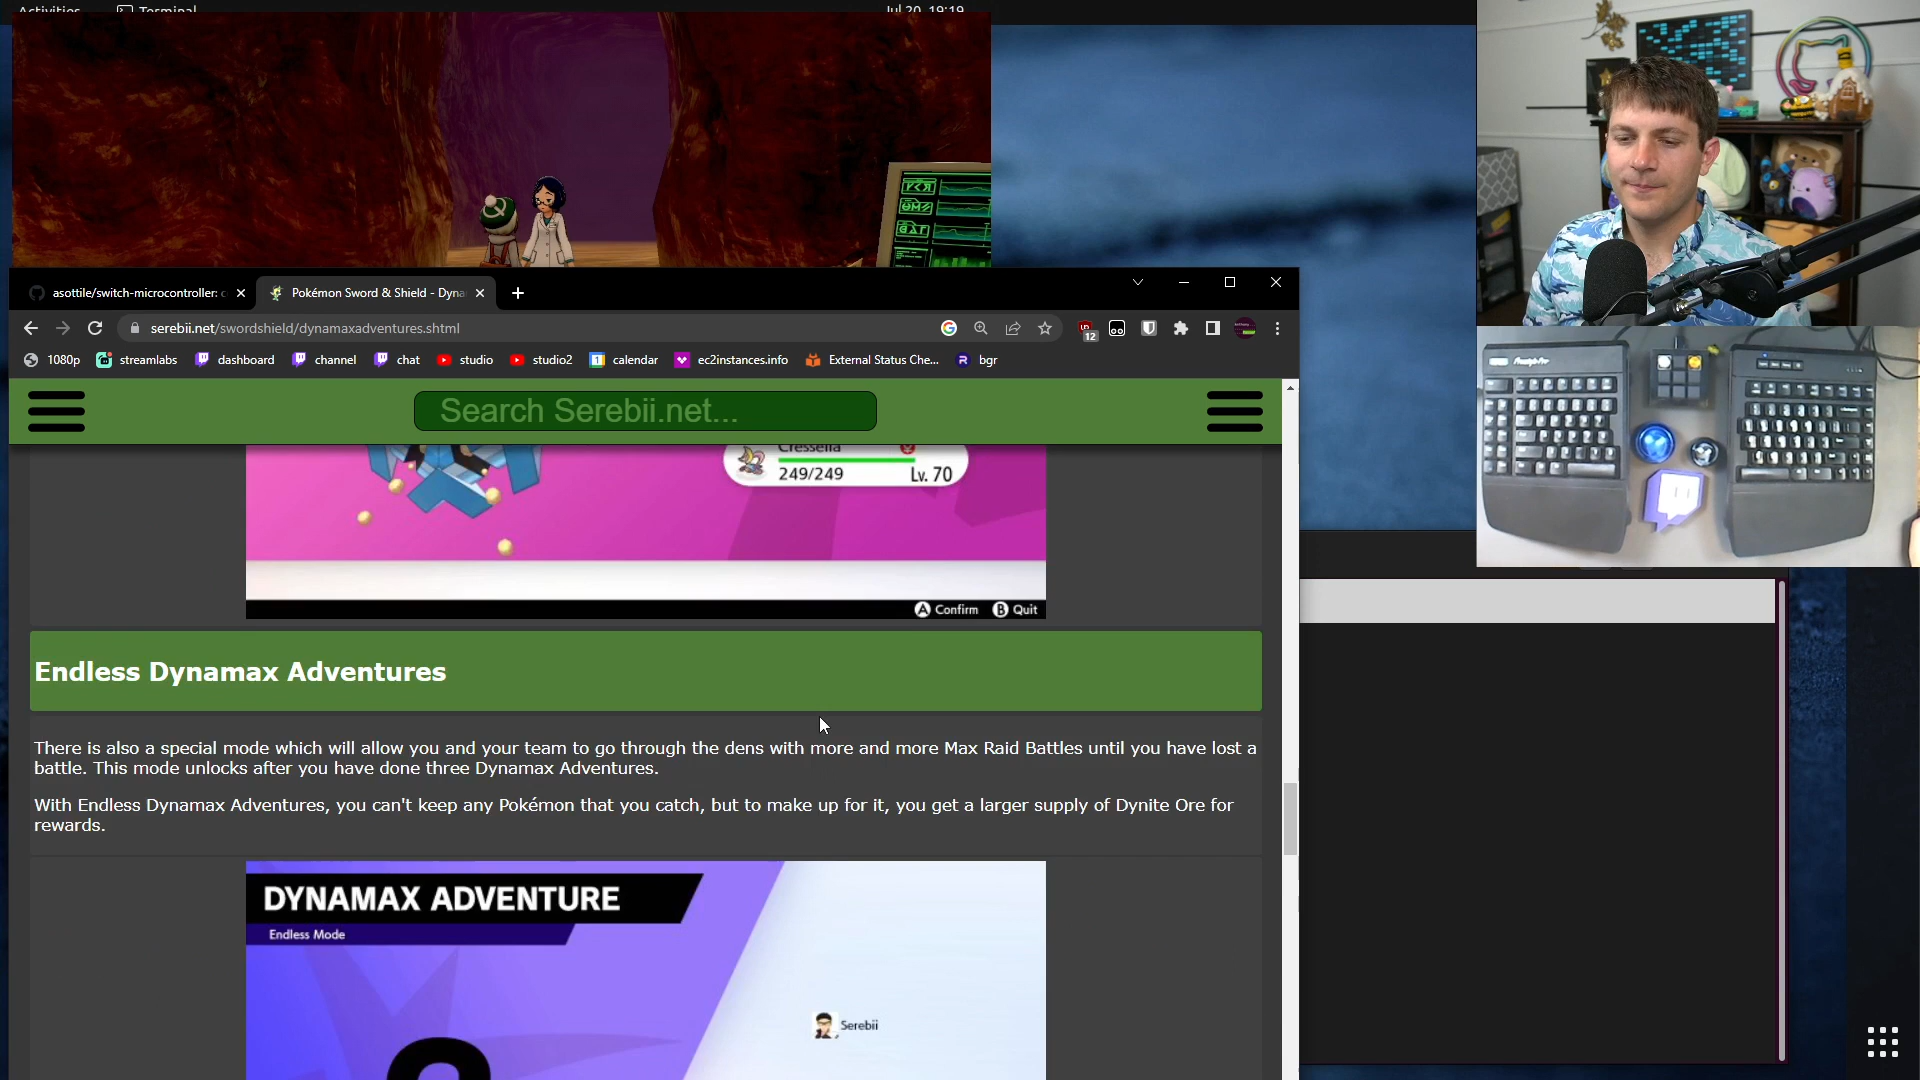 Activities
Terminal
Jul 20 19:19
asottile/switch-microcontroller: c
Pokémon Sword & Shield - Dyna
serebii.net/swordshield/dynamaxadventures.shtml
12
1080p
streamlabs
dashboard
channel
chat
studio
studio2
calendar
ec2instances.info
External Status Che...
bgr
Search Serebii.net...
Cresselia
249/249
Lv. 70
A Confirm
B Quit
Endless Dynamax Adventures
There is also a special mode which will allow you and your team to go through the dens with more and more Max Raid Battles until you have lost a
battle. This mode unlocks after you have done three Dynamax Adventures.
With Endless Dynamax Adventures, you can't keep any Pokémon that you catch, but to make up for it, you get a larger supply of Dynite Ore for
rewards.
DYNAMAX ADVENTURE
Endless Mode
Serebii